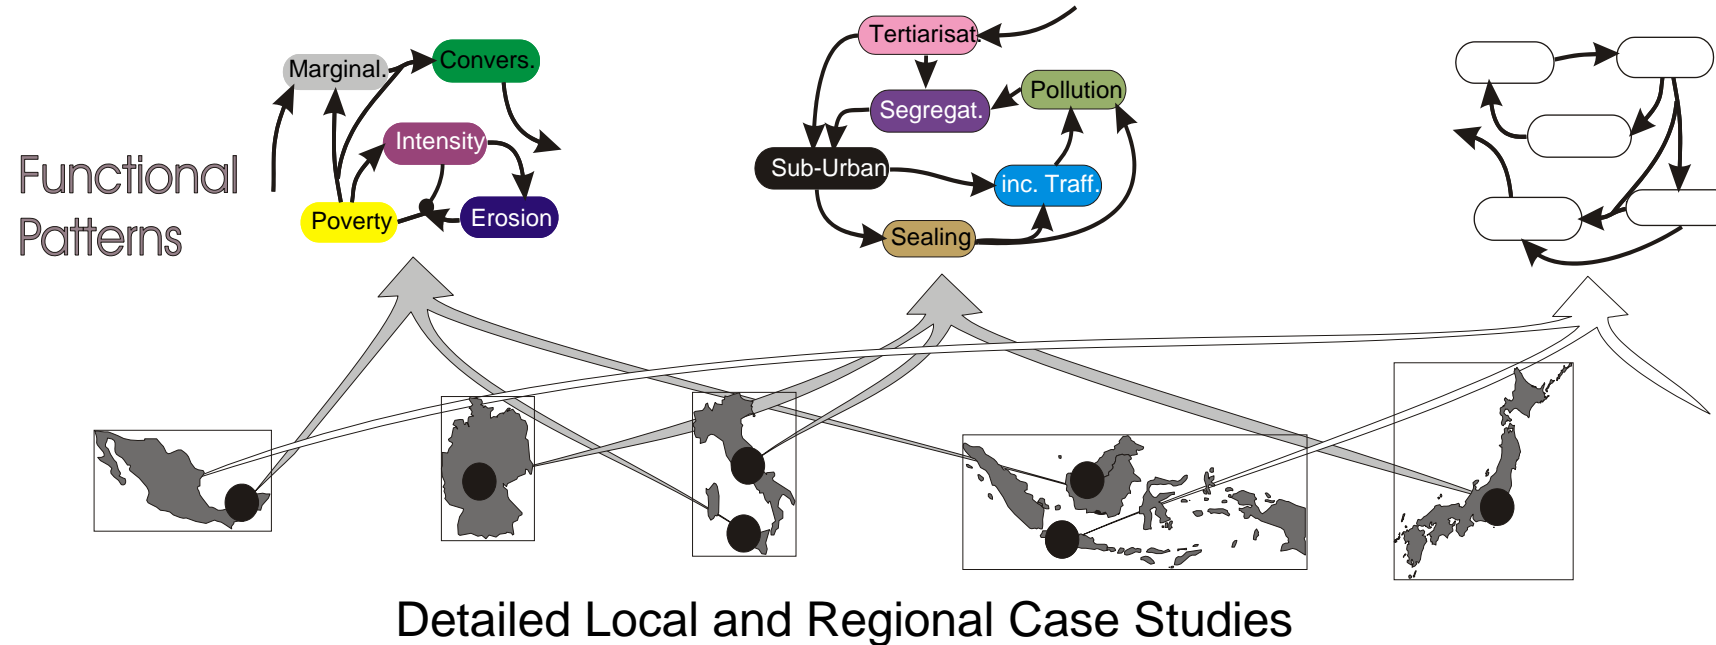 Functional
Patterns
Marginal.
Convers.
Intensity
Poverty
Erosion
Tertiarisat.
Segregat.
Pollution
Sub-Urban
inc. Traff.
Sealing
Detailed Local and Regional Case Studies